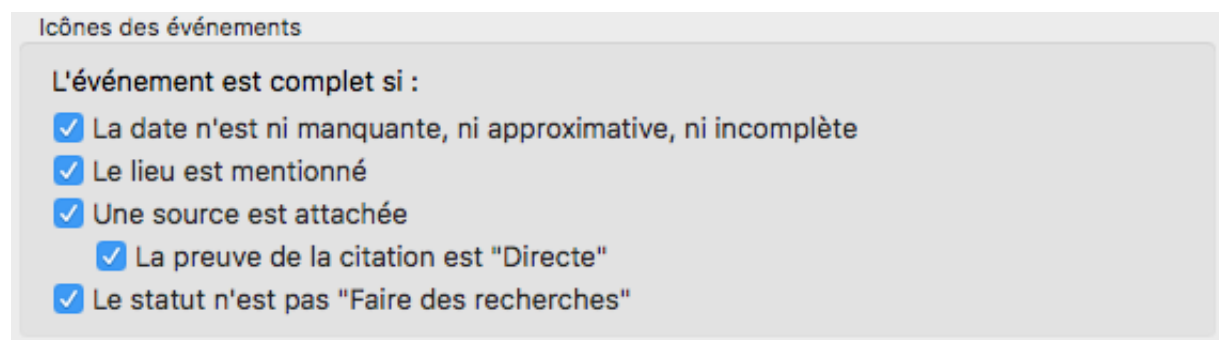 Icônes des événements
L'événement est complet si :
La date n'est ni manquante, ni approximative, ni incomplète
Le lieu est mentionné
Une source est attachée
La preuve de la citation est "Directe"
Le statut n'est pas "Faire des recherches"